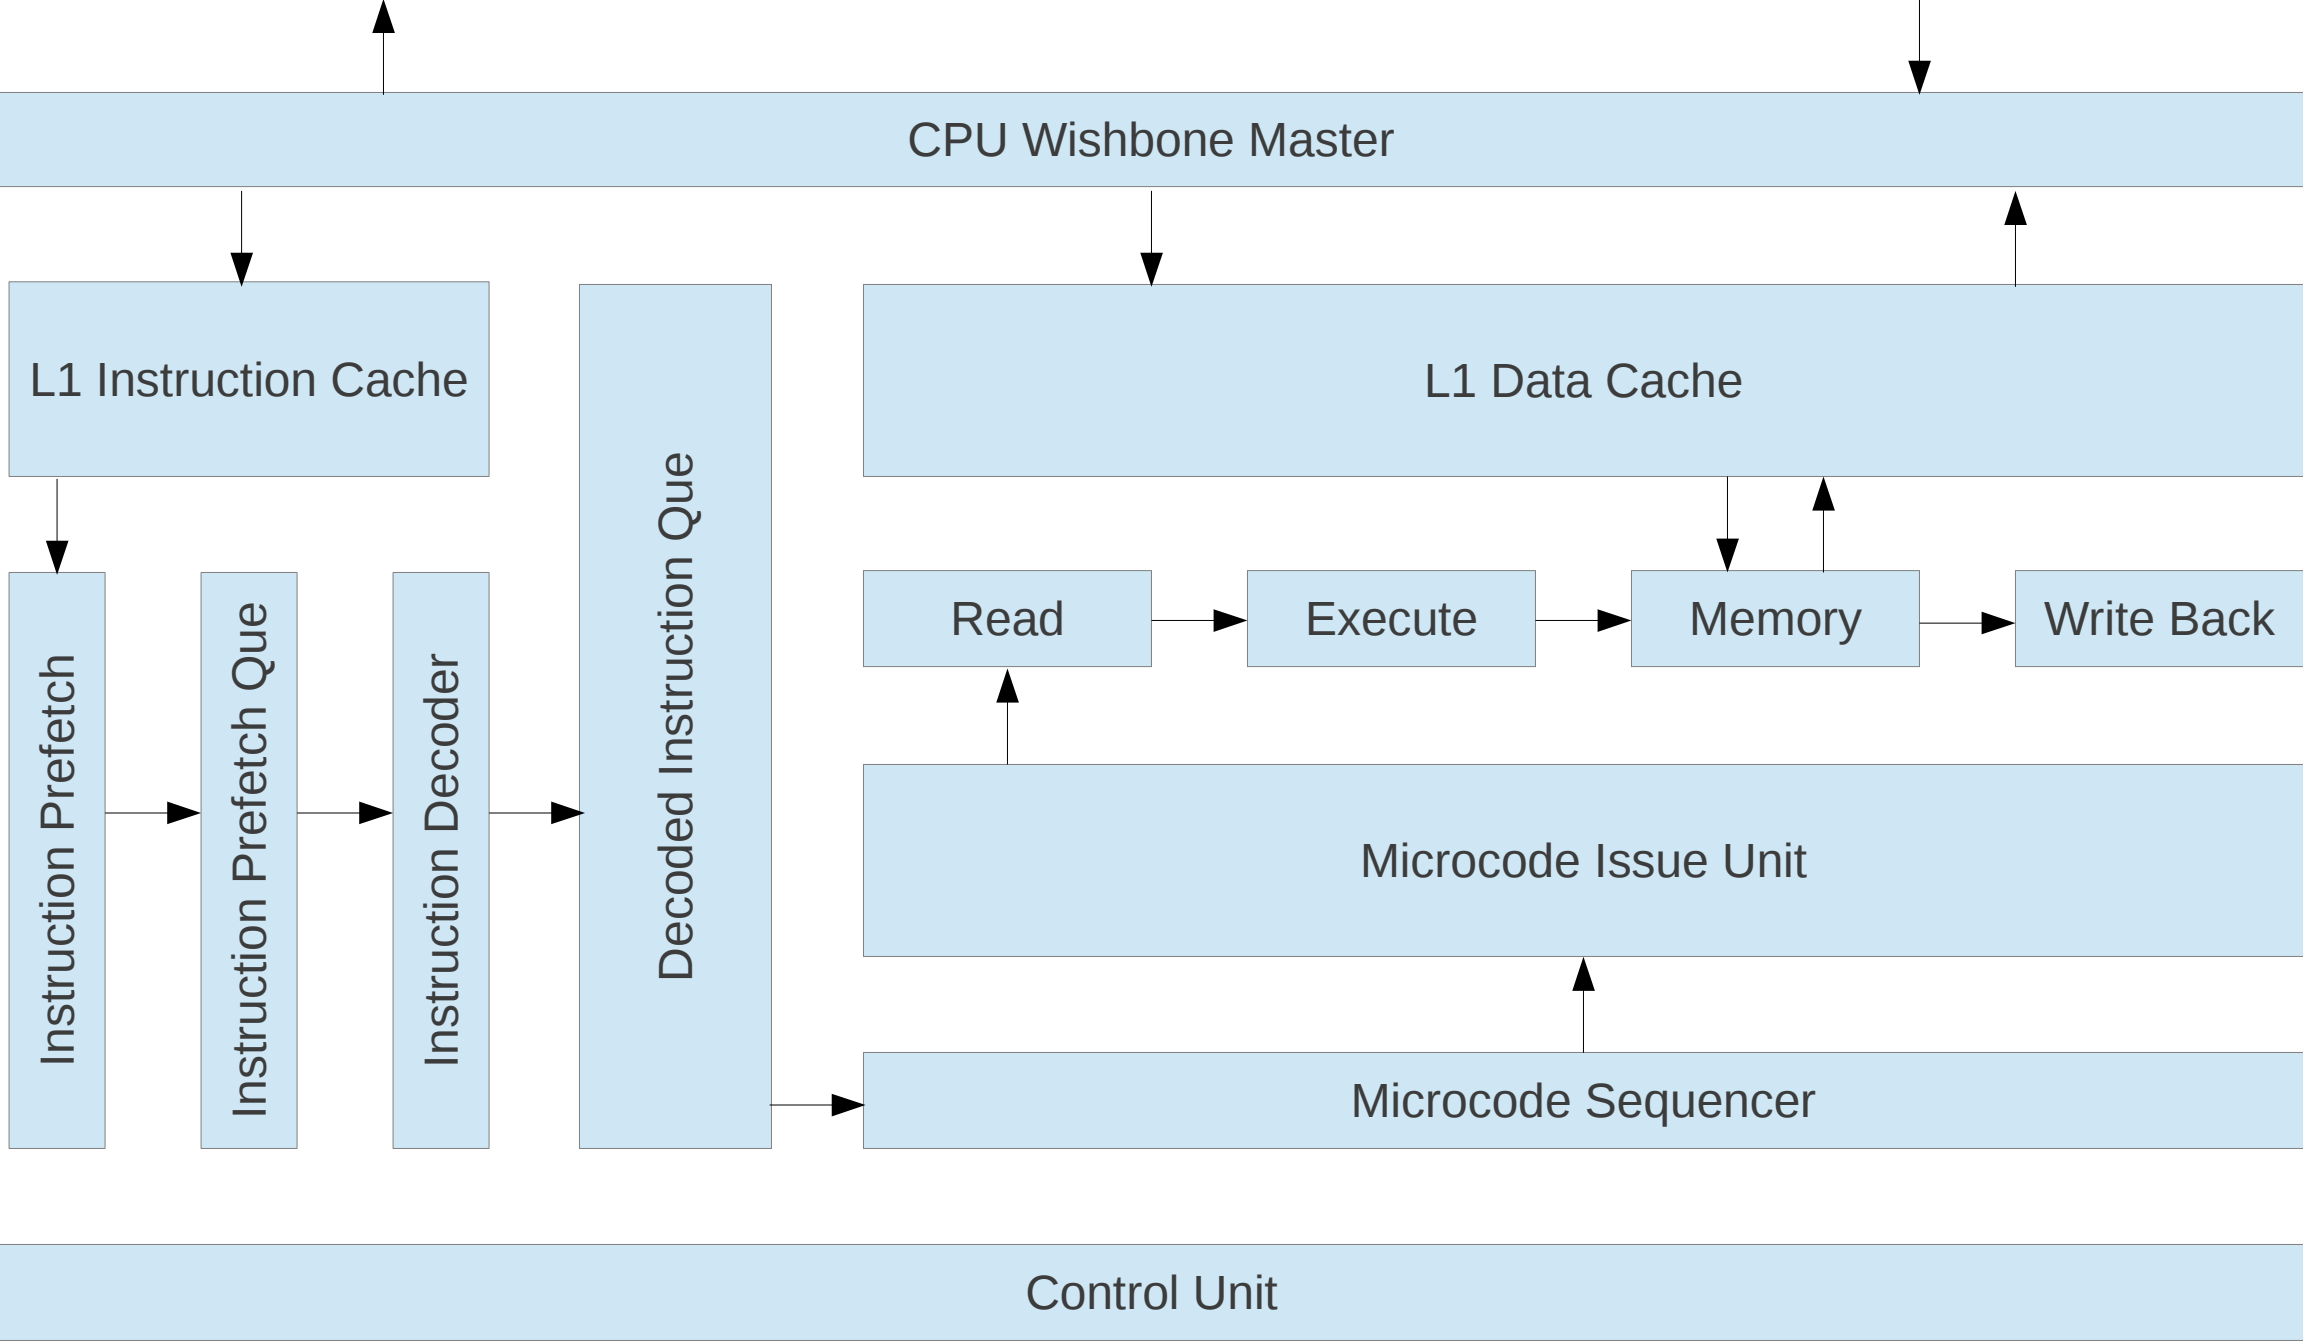 CPU Wishbone Master
L1 Instruction Cache
L1 Data Cache
Instruction Prefetch
Instruction Prefetch Que
Instruction Decoder
Decoded Instruction Que
Read
Execute
Memory
Write Back
Microcode Issue Unit
Microcode Sequencer
Control Unit